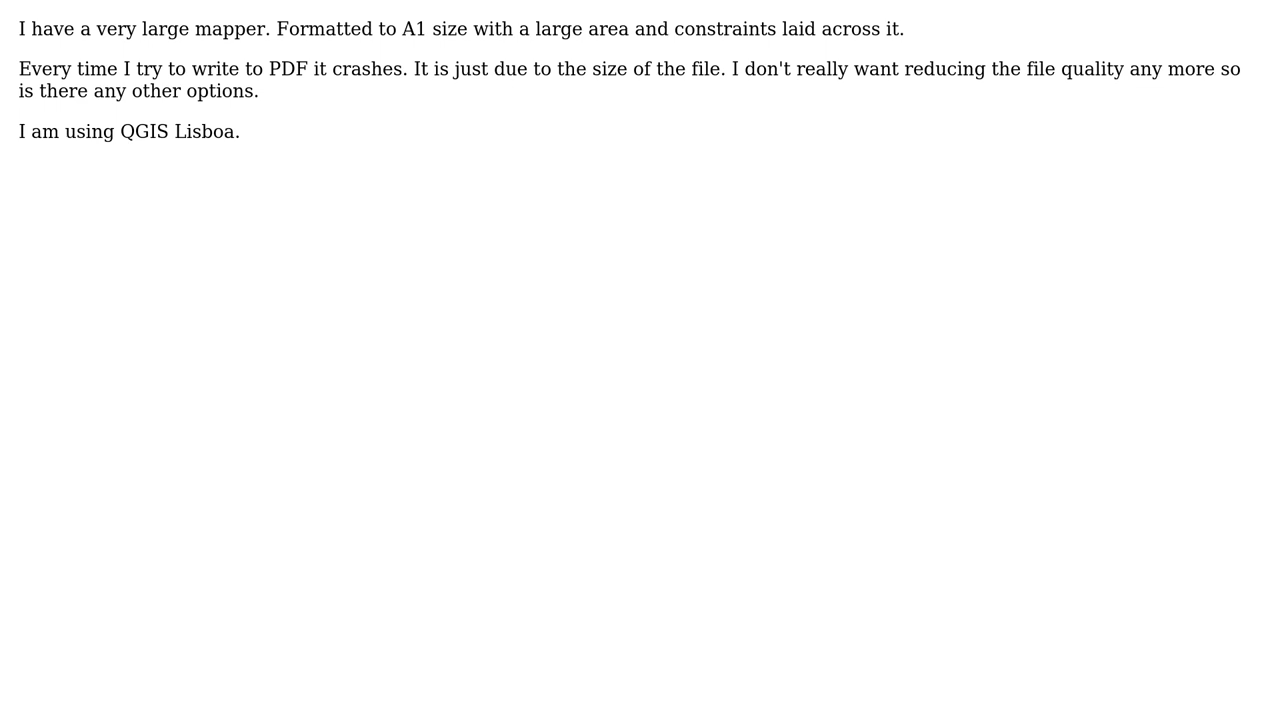 I have a very large mapper. Formatted to A1 size with a large area and constraints laid across it.
Every time I try to write to PDF it crashes. It is just due to the size of the file. I don't really want reducing the file quality any more so
is there any other options.
I am using QGIS Lisboa.